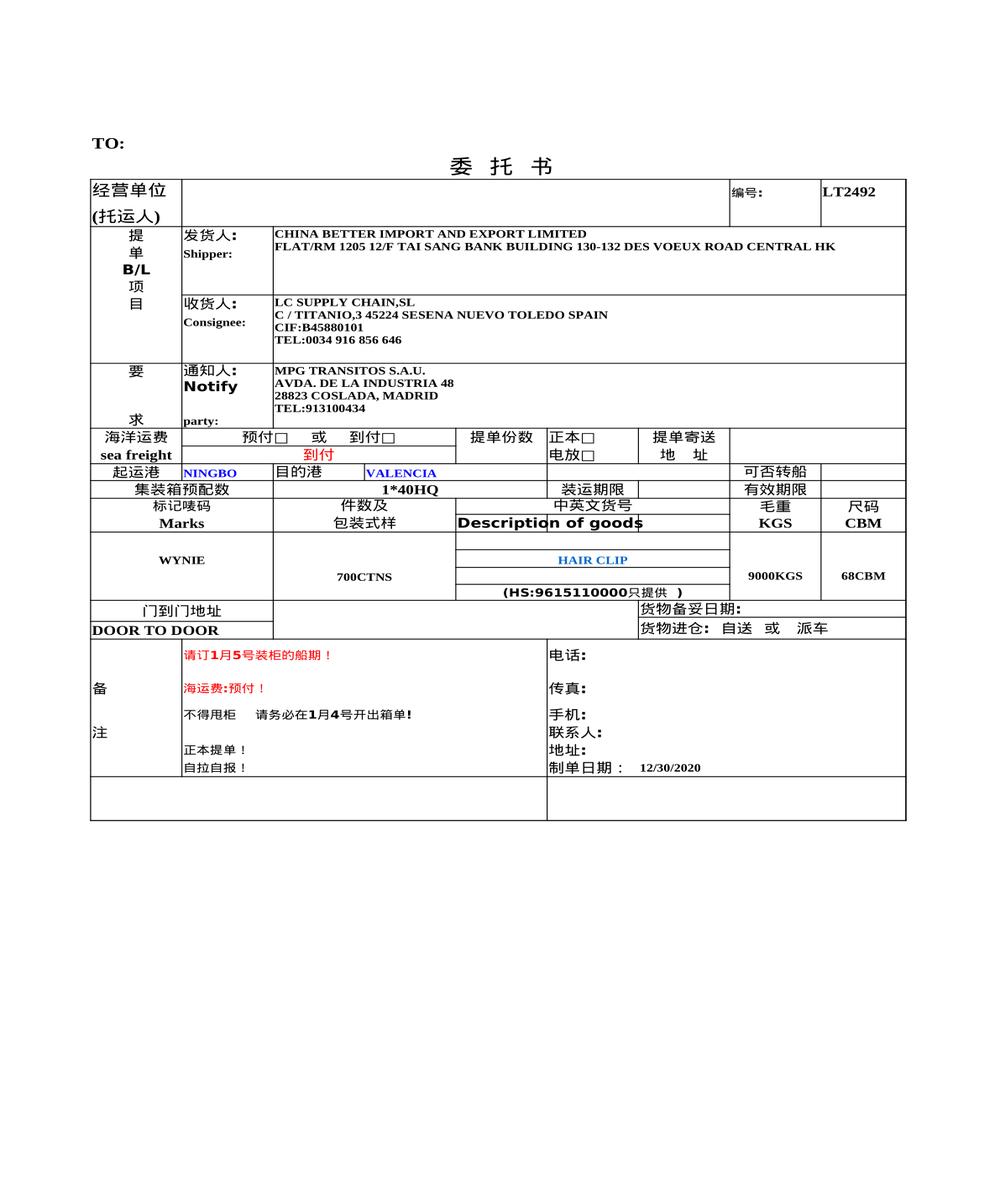 TO:
委 托 书
经营单位
(托运人)
编号:
LT2492
提
单
B/L
项
目
发货人:
Shipper:
CHINA BETTER IMPORT AND EXPORT LIMITED
FLAT/RM 1205 12/F TAI SANG BANK BUILDING 130-132 DES VOEUX ROAD CENTRAL HK
收货人:
Consignee:
LC SUPPLY CHAIN,SL
C / TITANIO,3 45224 SESENA NUEVO TOLEDO SPAIN
CIF:B45880101
TEL:0034 916 856 646
要
求
通知人:
Notify
party:
MPG TRANSITOS S.A.U.
AVDA. DE LA INDUSTRIA 48
28823 COSLADA, MADRID
TEL:913100434
海洋运费
sea freight
预付□ 或 到付□
到付
提单份数
正本□
电放□
提单寄送
地 址
起运港
NINGBO
目的港
VALENCIA
可否转船
集装箱预配数
1*40HQ
装运期限
有效期限
标记唛码
Marks
件数及
包装式样
中英文货号
Description of goods
毛重
KGS
尺码
CBM
WYNIE
700CTNS
HAIR CLIP
(HS:9615110000只提供 )
9000KGS
68CBM
门到门地址
DOOR TO DOOR
货物备妥日期:
货物进仓: 自送 或 派车
备
注
请订1月5号装柜的船期！
海运费:预付！
不得甩柜 请务必在1月4号开出箱单!
正本提单！
自拉自报！
电话:
传真:
手机:
联系人:
地址:
制单日期： 12/30/2020